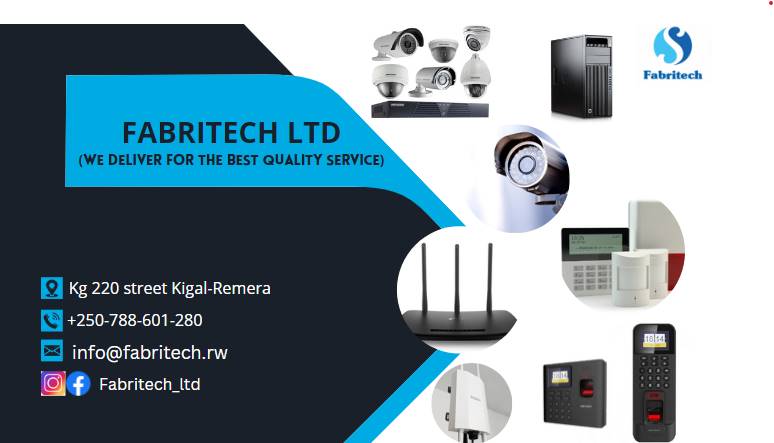 Fabritech
FABRITECH LTD
(WE DELIVER FOR THE BEST QUALITY SERVICE)
Kg 220 street Kigal-Remera
+250-788-601-280
info@fabritech.rw
Fabritech_ltd